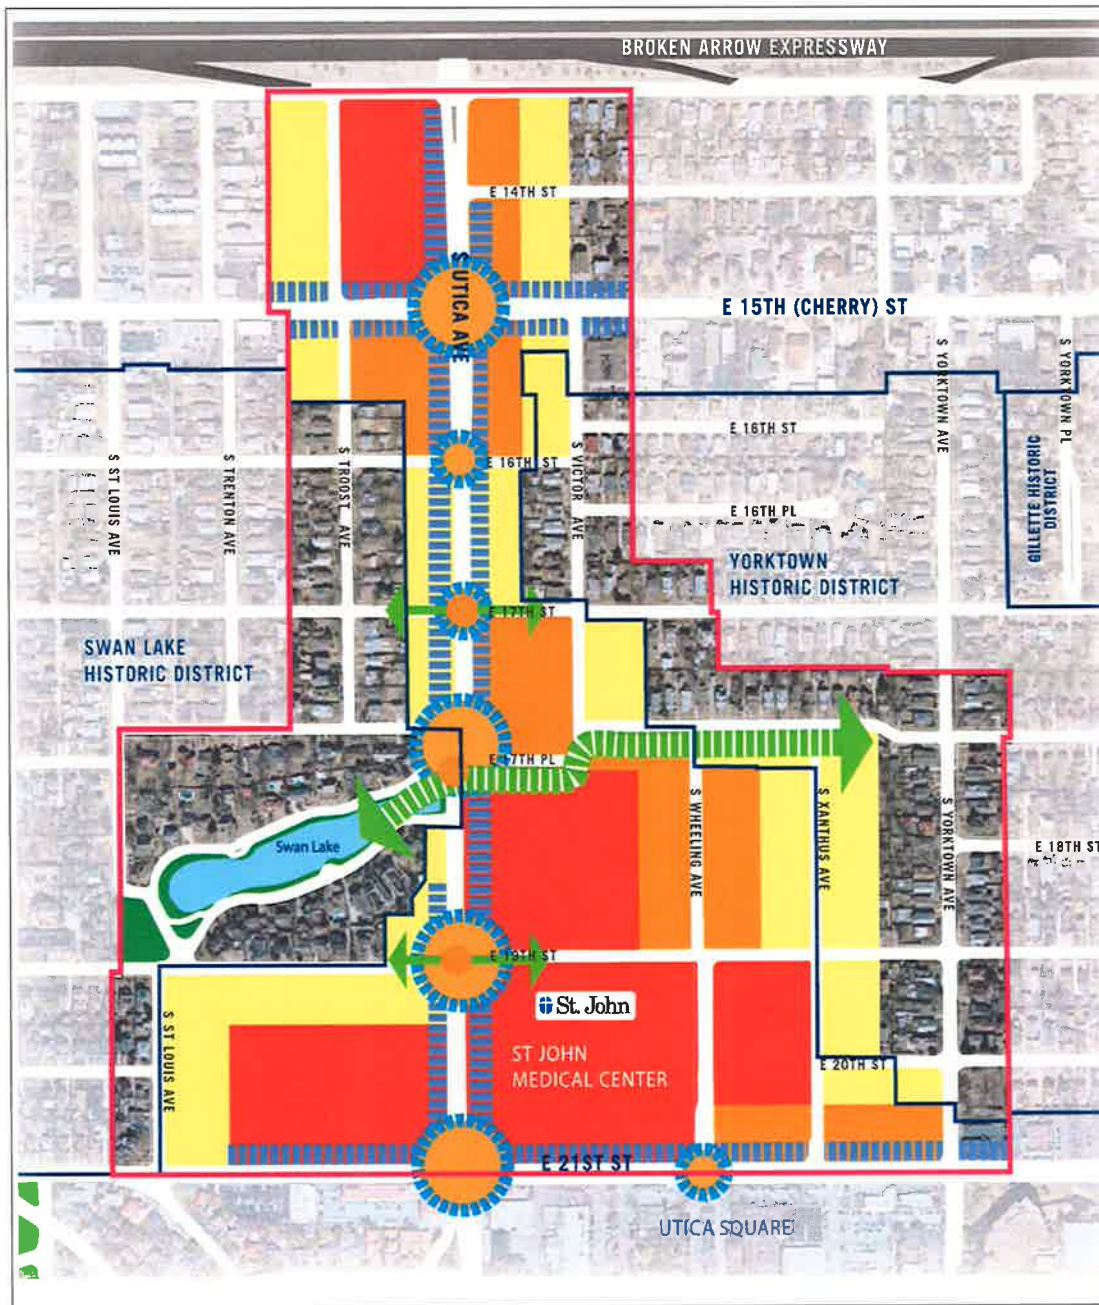 BROKEN ARROW EXPRESSWAY
E 14TH ST
S UTICA AVE
E 15TH (CHERRY) ST
S YORKTOWN AVE
S YORKTOWN PL
E 16TH ST
E 16TH ST
S ST LOUIS AVE
S TRENTON AVE
S TROOST AVE
S VICTOR AVE
GILLETTE HISTORIC
DISTRICT
E 16TH PL
YORKTOWN
HISTORIC DISTRICT
E 17TH ST
SWAN LAKE
HISTORIC DISTRICT
E 17TH PL
S WHEELING AVE
S XANTHUS AVE
S YORKTOWN AVE
Swan Lake
E 18TH ST
E 19TH ST
St. John
S ST LOUIS AVE
ST JOHN
MEDICAL CENTER
E 20TH ST
E 21ST ST
UTICA SQUARE